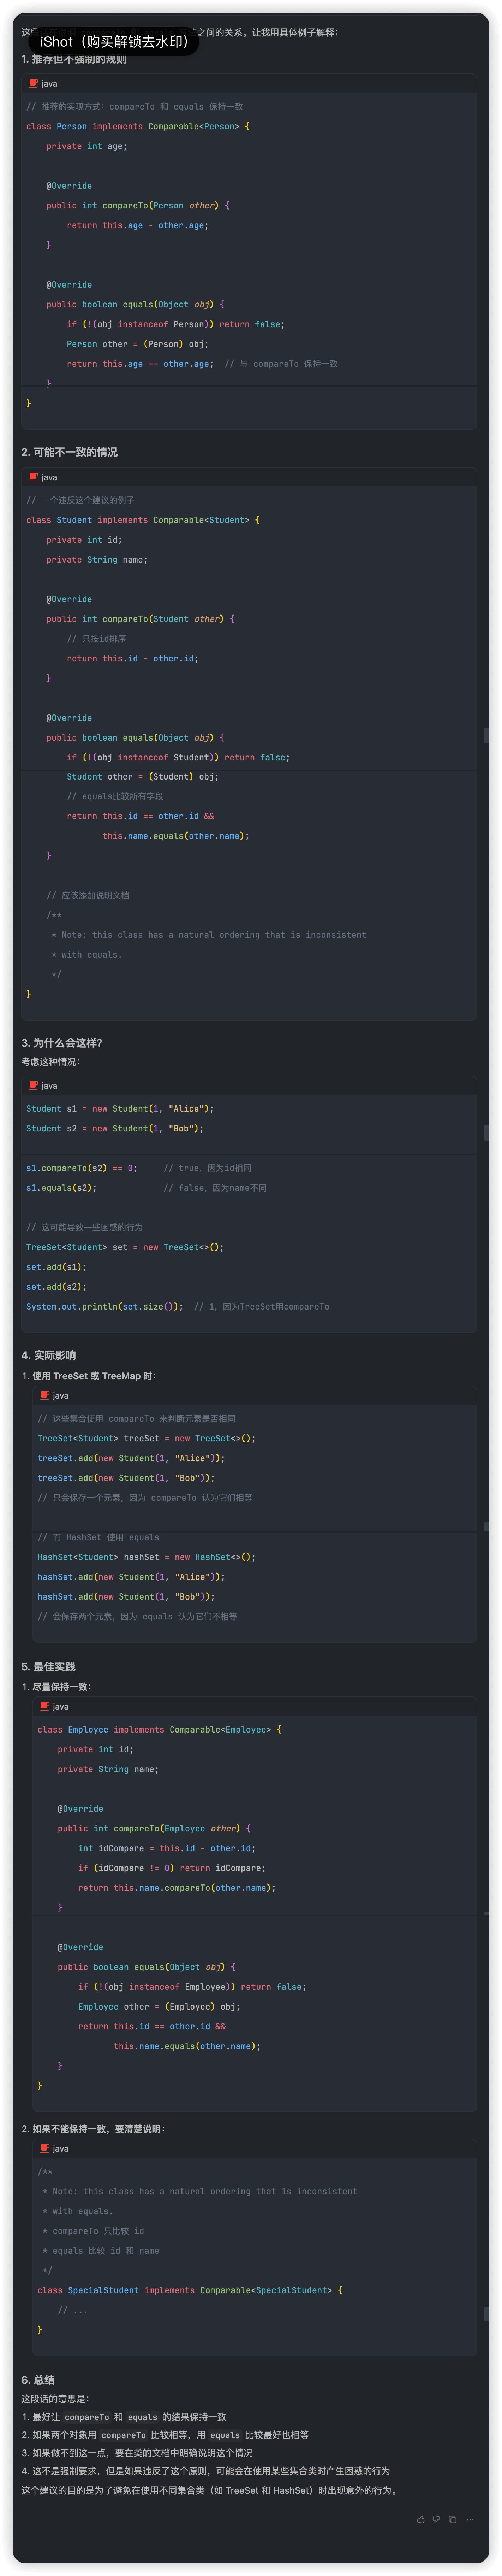 这
iShot（购买解锁去水印）
之间的关系。让我用具体例子解释：
1. 推荐但不强制的规则
java
// 推荐的实现方式：compareTo 和 equals 保持一致
class Person implements Comparable<Person> {
private int age;
@Override
public int compareTo(Person other) {
return this.age - other.age;
}
@Override
public boolean equals(Object obj) {
if (!(obj instanceof Person)) return false;
Person other = (Person) obj;
return this.age == other.age;  // 与 compareTo 保持一致
}
}
2. 可能不一致的情况
java
// 一个违反这个建议的例子
class Student implements Comparable<Student> {
private int id;
private String name;
@Override
public int compareTo(Student other) {
// 只按id排序
return this.id - other.id;
}
@Override
public boolean equals(Object obj) {
if (!(obj instanceof Student)) return false;
Student other = (Student) obj;
// equals比较所有字段
return this.id == other.id &&
this.name.equals(other.name);
}
// 应该添加说明文档
/**
* Note: this class has a natural ordering that is inconsistent
* with equals.
*/
}
3. 为什么会这样?
考虑这种情况：
java
Student s1 = new Student(1, "Alice");
Student s2 = new Student(1, "Bob");
s1.compareTo(s2) == 0;     // true，因为id相同
s1.equals(s2);             // false，因为name不同
// 这可能导致一些困惑的行为
TreeSet<Student> set = new TreeSet<>();
set.add(s1);
set.add(s2);
System.out.println(set.size());  // 1，因为TreeSet用compareTo
4. 实际影响
1. 使用 TreeSet 或 TreeMap 时：
java
// 这些集合使用 compareTo 来判断元素是否相同
TreeSet<Student> treeSet = new TreeSet<>();
treeSet.add(new Student(1, "Alice"));
treeSet.add(new Student(1, "Bob"));
// 只会保存一个元素，因为 compareTo 认为它们相等
// 而 HashSet 使用 equals
HashSet<Student> hashSet = new HashSet<>();
hashSet.add(new Student(1, "Alice"));
hashSet.add(new Student(1, "Bob"));
// 会保存两个元素，因为 equals 认为它们不相等
5. 最佳实践
1. 尽量保持一致：
java
class Employee implements Comparable<Employee> {
private int id;
private String name;
@Override
public int compareTo(Employee other) {
int idCompare = this.id - other.id;
if (idCompare != 0) return idCompare;
return this.name.compareTo(other.name);
}
@Override
public boolean equals(Object obj) {
if (!(obj instanceof Employee)) return false;
Employee other = (Employee) obj;
return this.id == other.id &&
this.name.equals(other.name);
}
}
2. 如果不能保持一致，要清楚说明：
java
/**
* Note: this class has a natural ordering that is inconsistent
* with equals.
* compareTo 只比较 id
* equals 比较 id 和 name
*/
class SpecialStudent implements Comparable<SpecialStudent> {
// ...
}
6. 总结
这段话的意思是：
1. 最好让 compareTo 和 equals 的结果保持一致
2. 如果两个对象用 compareTo 比较相等，用 equals 比较最好也相等
3. 如果做不到这一点，要在类的文档中明确说明这个情况
4. 这不是强制要求，但是如果违反了这个原则，可能会在使用某些集合类时产生困惑的行为
这个建议的目的是为了避免在使用不同集合类（如 TreeSet 和 HashSet）时出现意外的行为。